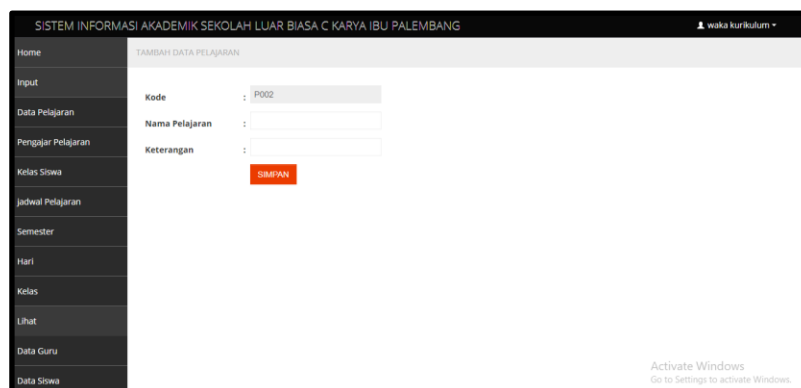 SISTEM INFORMASI AKADEMIK SEKOLAH LUAR BIASA C KARYA IBU PALEMBANG
waka kurikulum
Home
Input
Data Pelajaran
Pengajar Pelajaran
Kelas Siswa
jadwal Pelajaran
Semester
Hari
Kelas
Lihat
Data Guru
Data Siswa
TAMBAH DATA PELAJARAN
Kode : P002
Nama Pelajaran :
Keterangan :
SIMPAN
Activate Windows
Go to Settings to activate Windows.